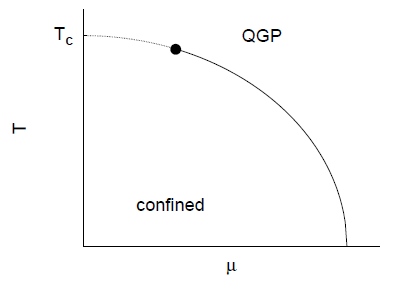 T_c
QGP
T
confined
μ